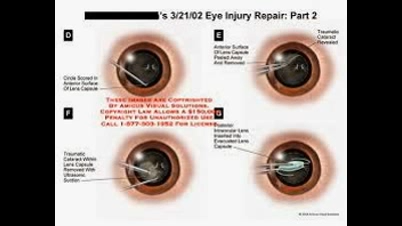 's 3/21/02 Eye Injury Repair: Part 2
D
Circle Scored in
Anterior Surface
Of Lens Capsule
E
Anterior Surface
Of Lens Capsule
Peeled Away
And Removed
Traumatic
Cataract
Revealed
These Images are Copyrighted
By Amicus Visual Solutions.
Copyright Law Allows A $150,000
Penalty for Unauthorized Use.
Call 1-877-303-1952 For License.
F
Traumatic
Cataract Within
Lens Capsule
Removed With
Ultrasonic
Suction
G
Posterior
Intraocular Lens
Inserted Into
Evacuated Lens
Capsule